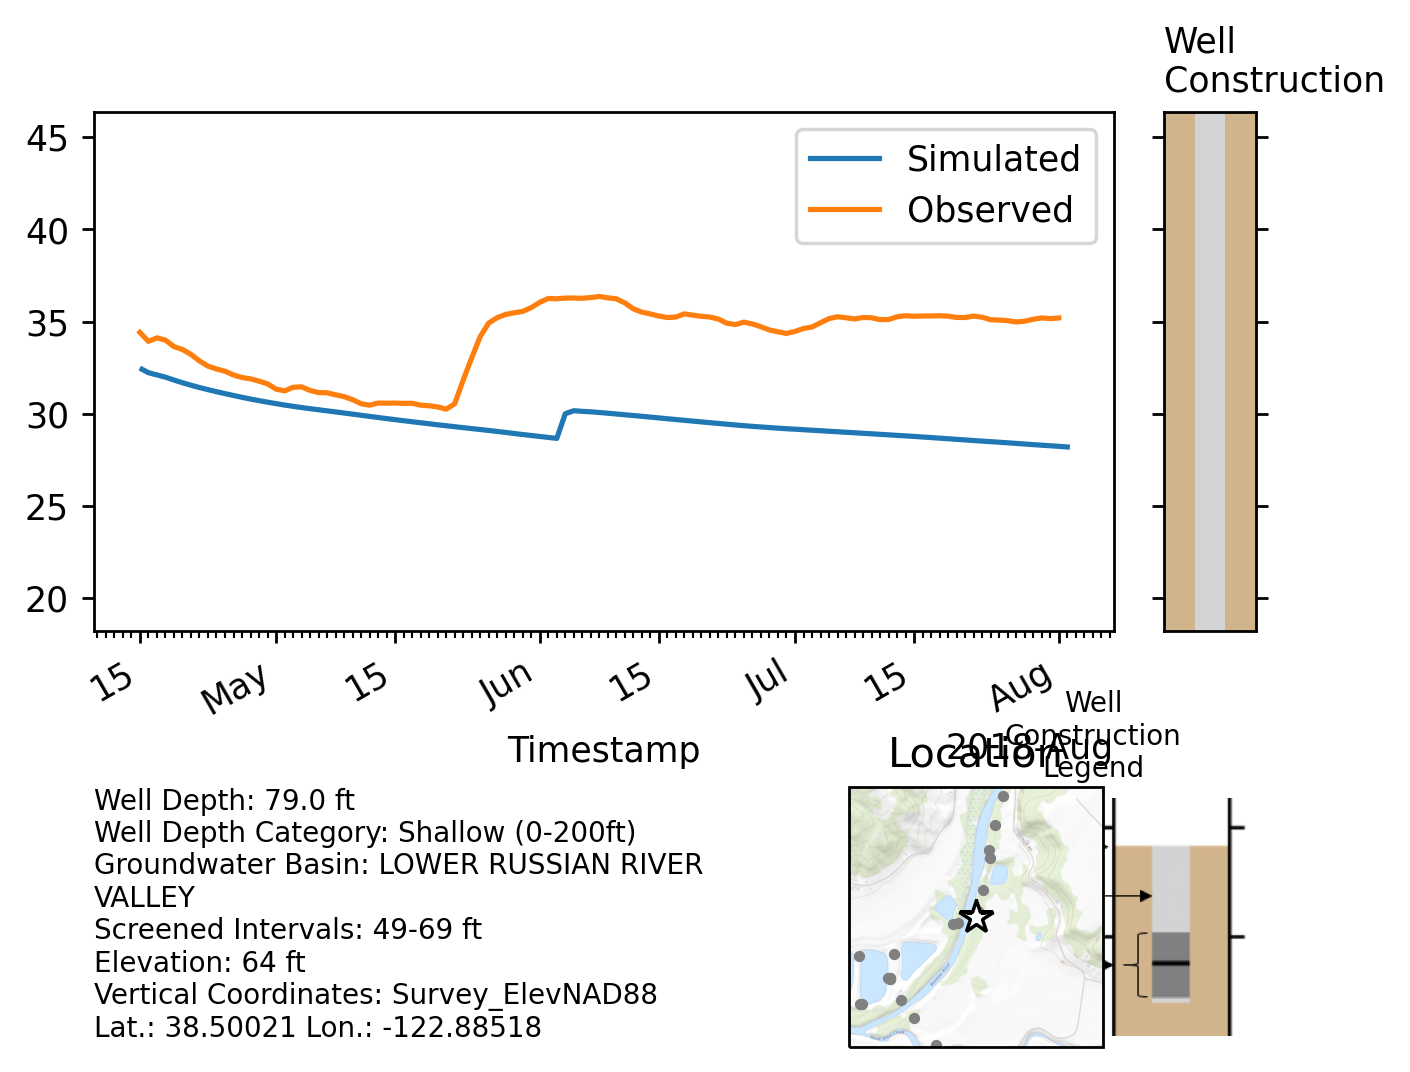 Well
Construction
45
40
35
30
25
20
Simulated
Observed
15
May
15
Jun
15
Jul
15
Aug
Timestamp
2018-Aug
Location
Well
Construction
Legend
Well Depth: 79.0 ft
Well Depth Category: Shallow (0-200ft)
Groundwater Basin: LOWER RUSSIAN RIVER
VALLEY
Screened Intervals: 49-69 ft
Elevation: 64 ft
Vertical Coordinates: Survey_ElevNAD88
Lat.: 38.50021 Lon.: -122.88518